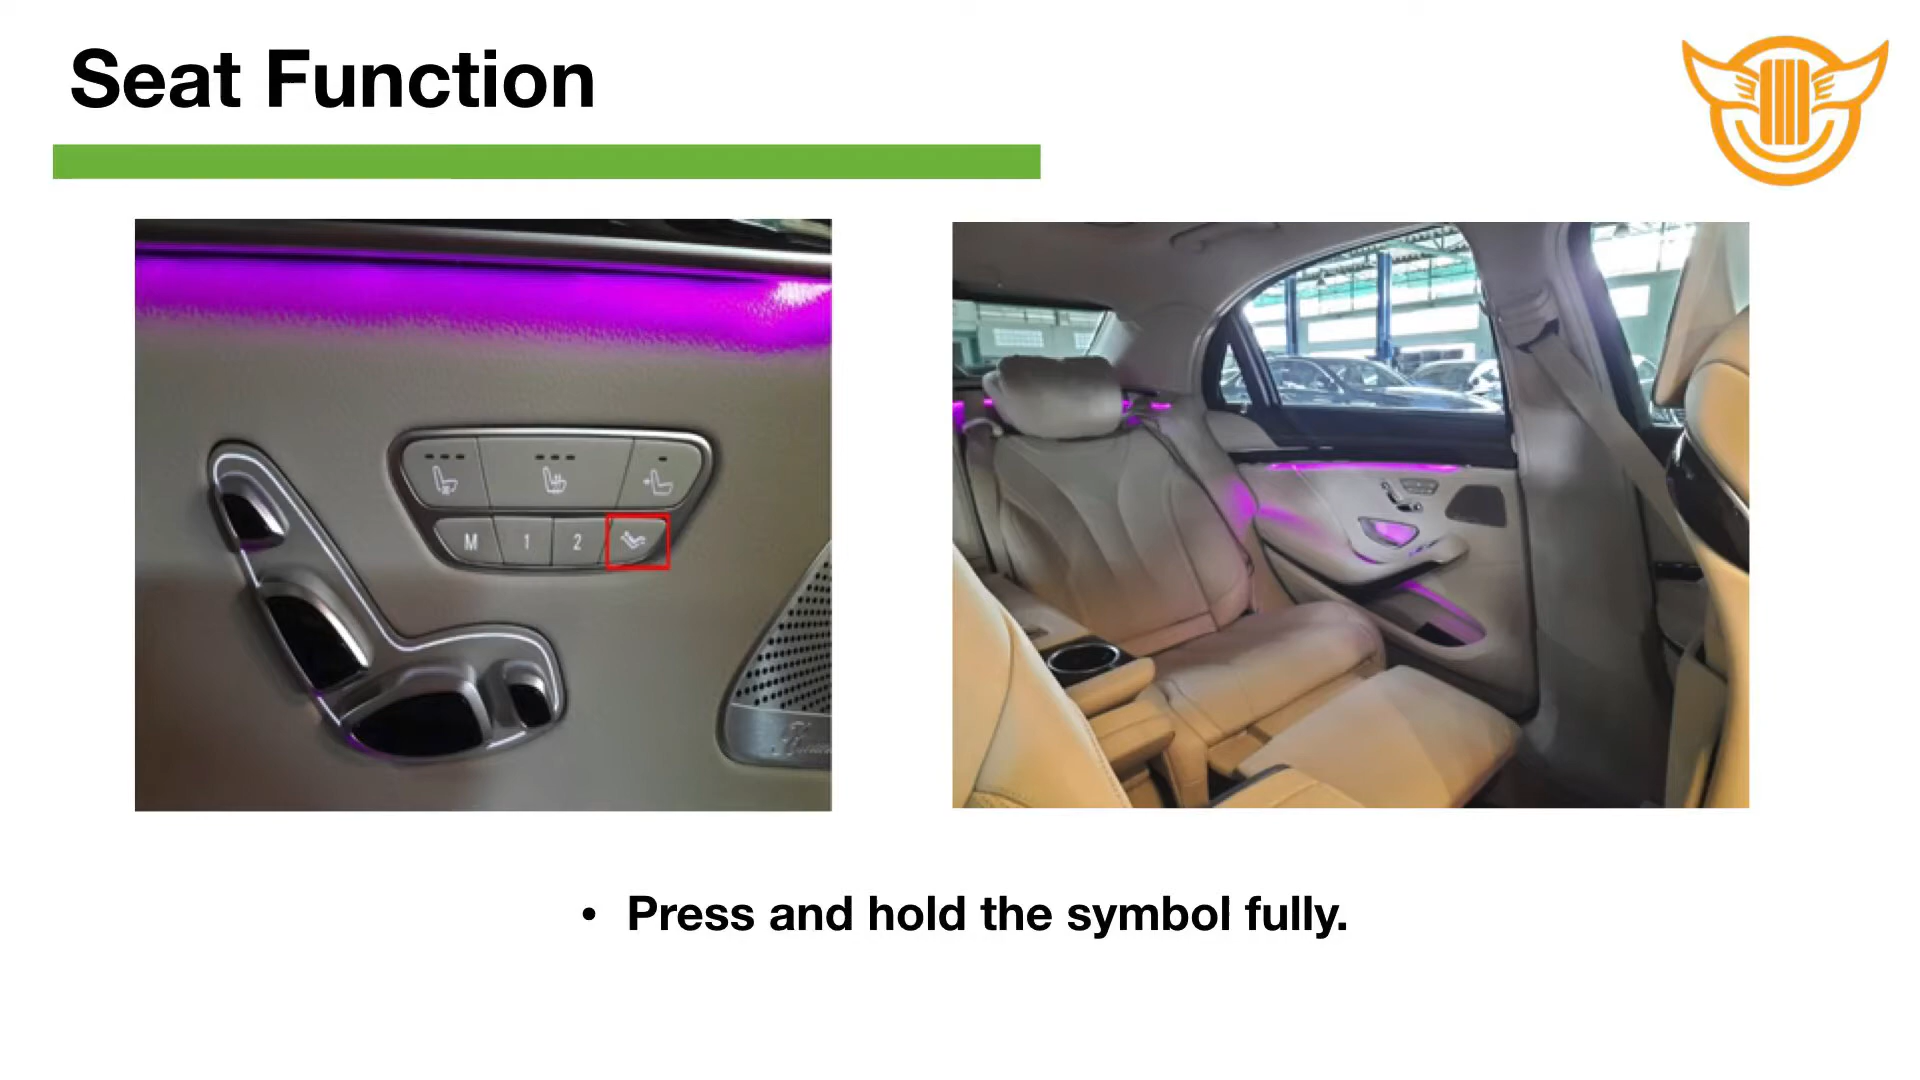 Seat Function
M 1 2
• Press and hold the symbol fully.